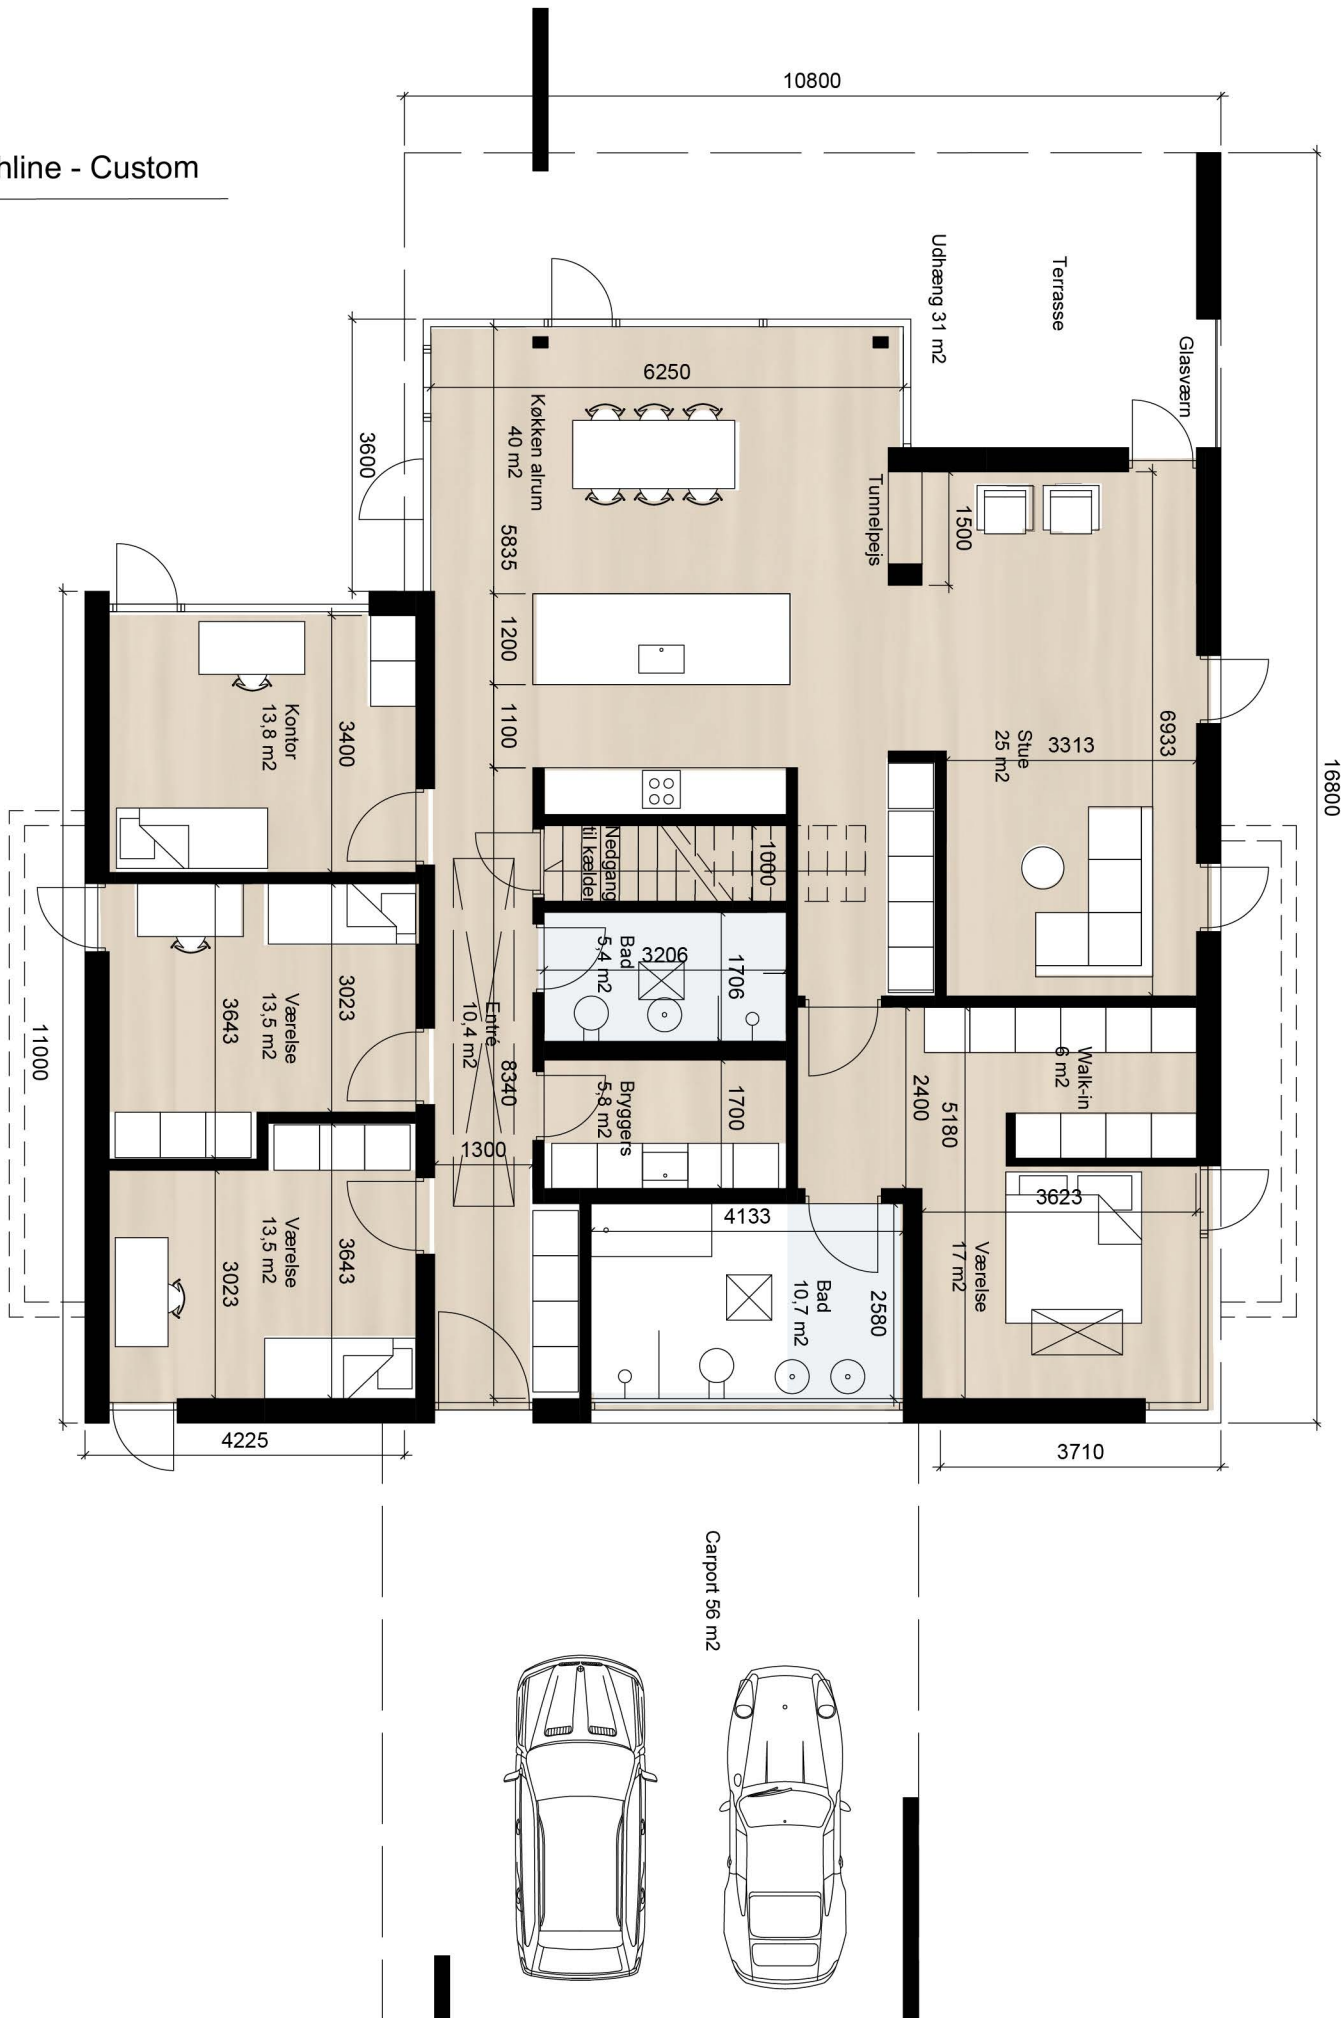 hline - Custom
10800
16800
Terrasse
Udhæng 31 m2
Glasværn
6250
3600
Køkken alrum
40 m2
5835
Tunnelpejs
1500
1200
1100
Kontor
13,8 m2
3400
Stue
25 m2
3313
6933
Nedgang
til kælder
1000
Bad
5,4 m2
3206
1706
Værelse
13,5 m2
3023
3643
11000
Entré
10,4 m2
8340
1300
Bryggers
5,8 m2
1700
2400
5180
Walk-in
6 m2
3623
Værelse
17 m2
4133
Bad
10,7 m2
2580
Værelse
13,5 m2
3643
3023
4225
3710
Carport 56 m2